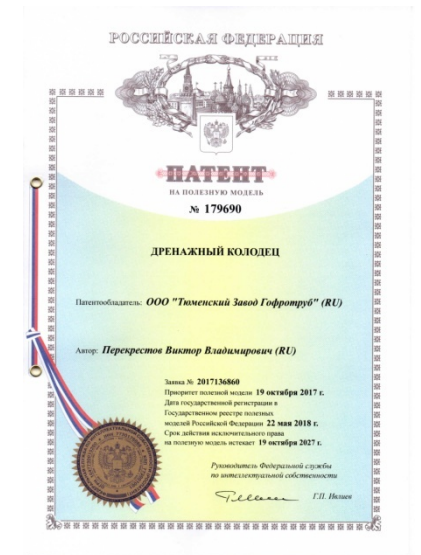 РОССИЙСКАЯ ФЕДЕРАЦИЯ
ПАТЕНТ
НА ПОЛЕЗНУЮ МОДЕЛЬ
№ 179690
ДРЕНАЖНЫЙ КОЛОДЕЦ
Патентообладатель: ООО "Тюменский Завод Гофротруб" (RU)
Автор: Перекрестов Виктор Владимирович (RU)
Заявка № 2017136860
Приоритет полезной модели 19 октября 2017 г.
Дата государственной регистрации в
Государственном реестре полезных
моделей Российской Федерации 22 мая 2018 г.
Срок действия исключительного права
на полезную модель истекает 19 октября 2027 г.
Руководитель Федеральной службы
по интеллектуальной собственности
Г.П. Ивлиев